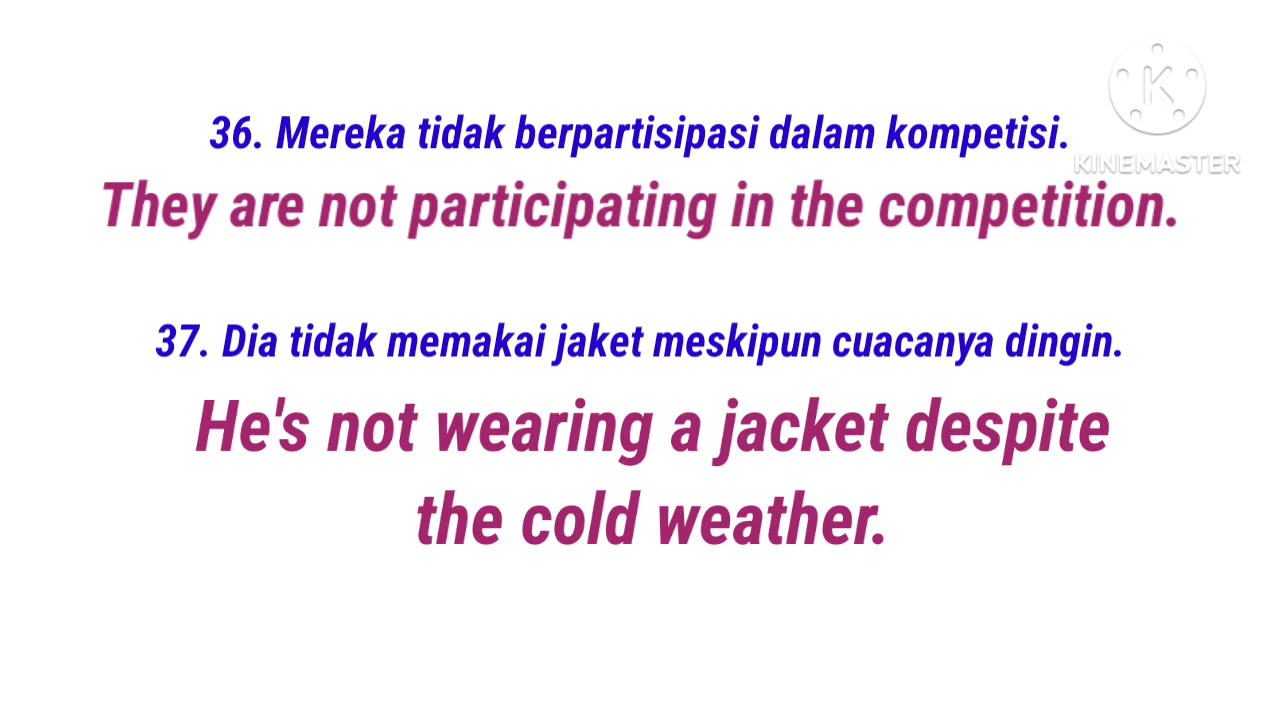 36. Mereka tidak berpartisipasi dalam kompetisi.
KINEMASTER
They are not participating in the competition.
37. Dia tidak memakai jaket meskipun cuacanya dingin.
He's not wearing a jacket despite
the cold weather.